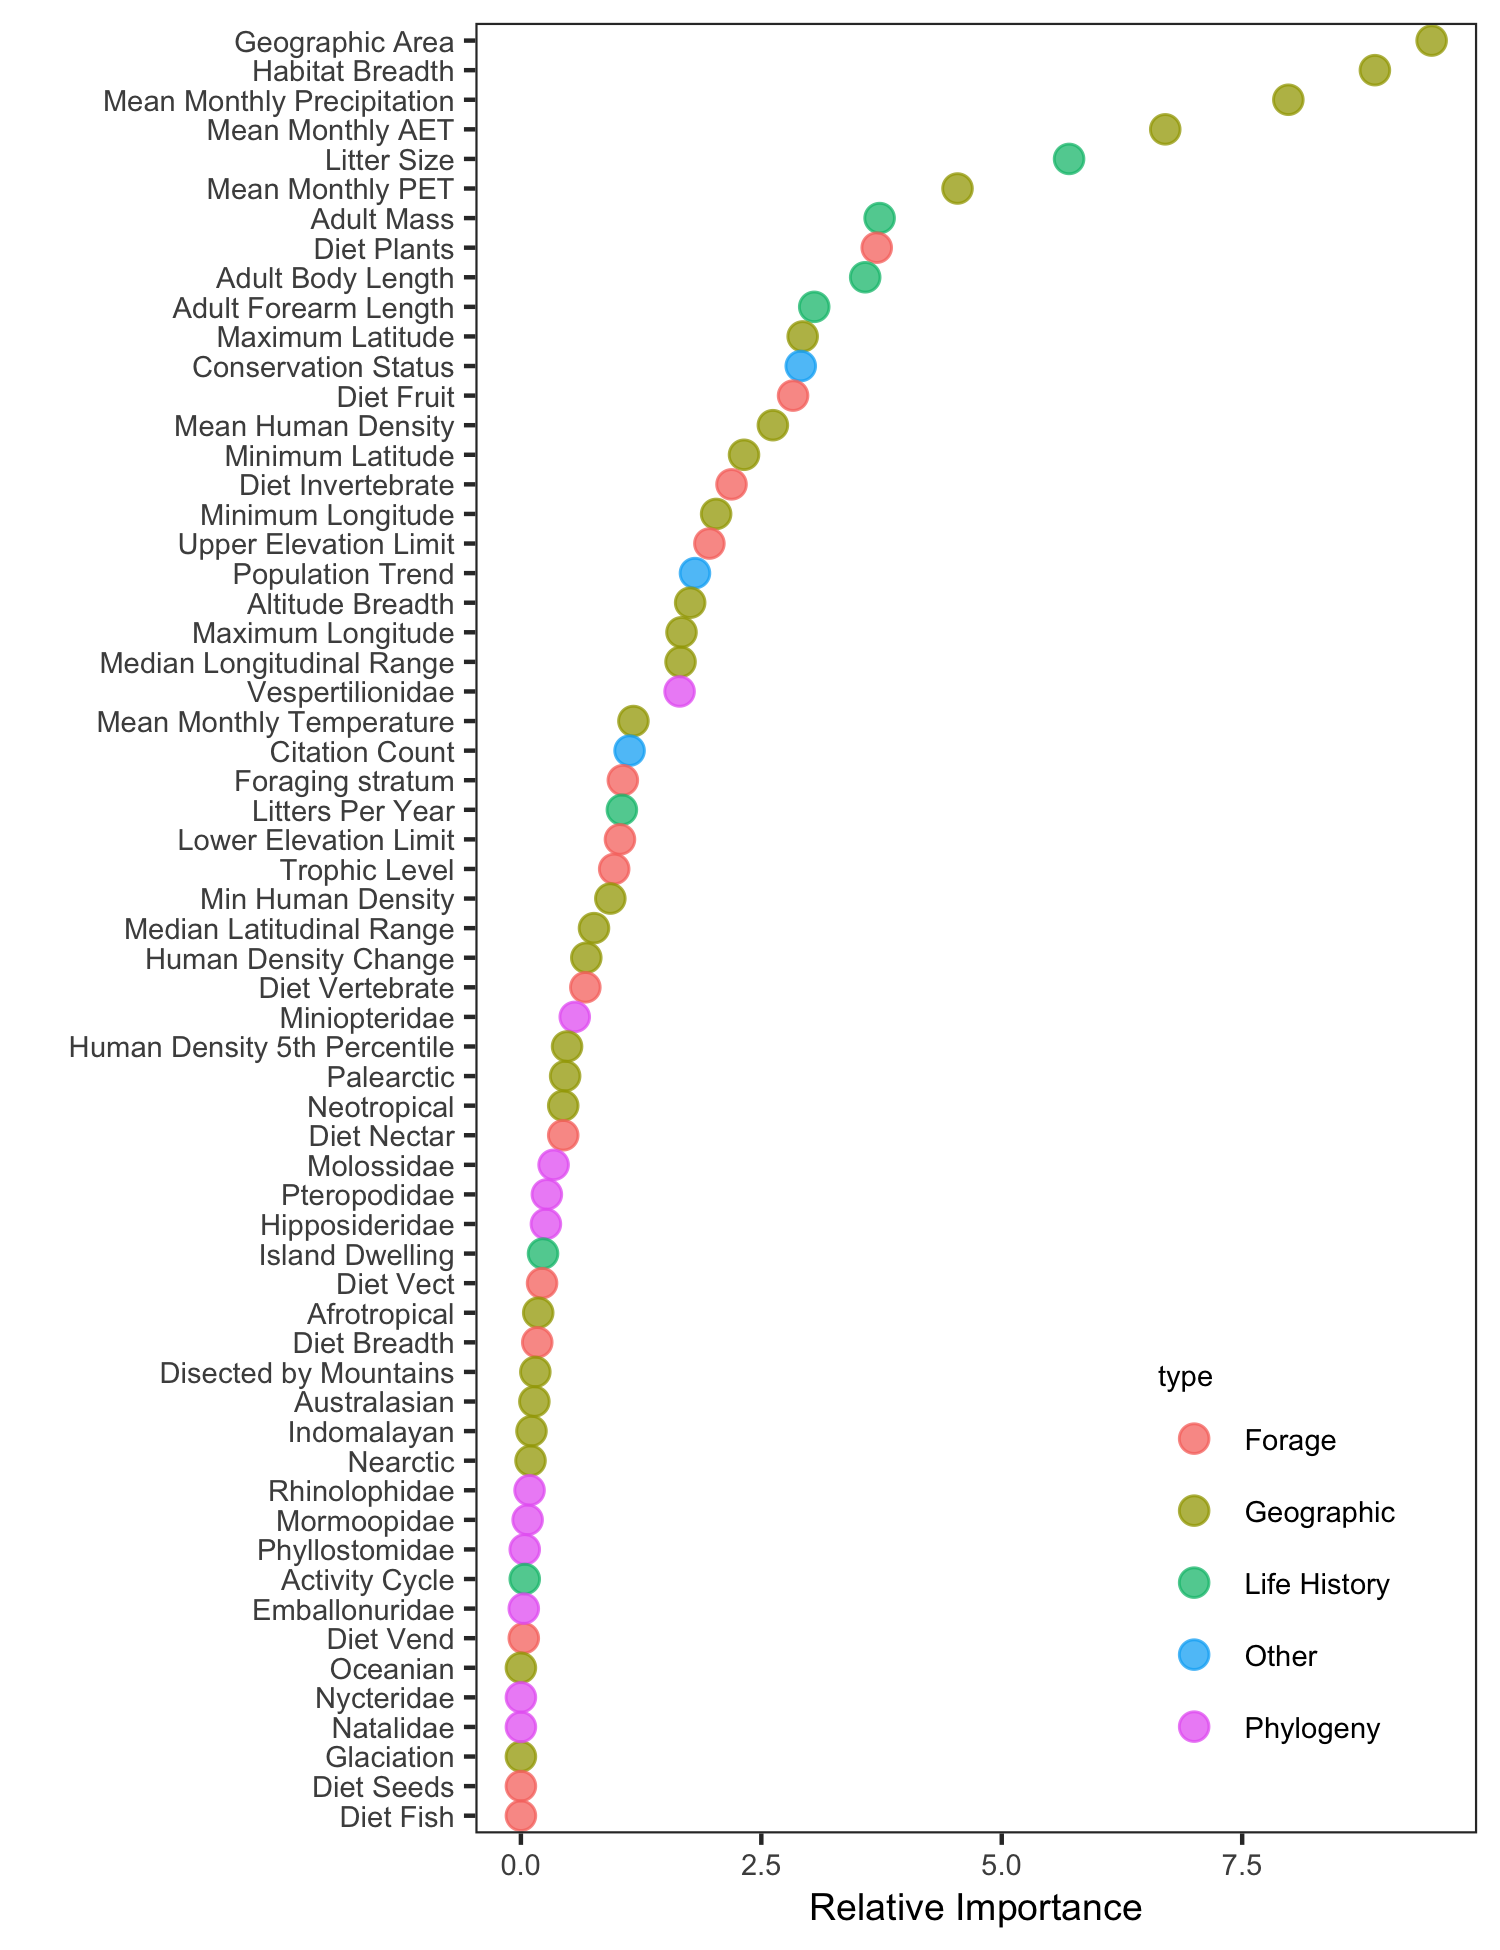 Geographic Area
Habitat Breadth
Mean Monthly Precipitation
Mean Monthly AET
Litter Size
Mean Monthly PET
Adult Mass
Diet Plants
Adult Body Length
Adult Forearm Length
Maximum Latitude
Conservation Status
Diet Fruit
Mean Human Density
Minimum Latitude
Diet Invertebrate
Minimum Longitude
Upper Elevation Limit
Population Trend
Altitude Breadth
Maximum Longitude
Median Longitudinal Range
Vespertilionidae
Mean Monthly Temperature
Citation Count
Foraging stratum
Litters Per Year
Lower Elevation Limit
Trophic Level
Min Human Density
Median Latitudinal Range
Human Density Change
Diet Vertebrate
Miniopteridae
Human Density 5th Percentile
Palearctic
Neotropical
Diet Nectar
Molossidae
Pteropodidae
Hipposideridae
Island Dwelling
Diet Vect
Afrotropical
Diet Breadth
Disected by Mountains
Australasian
Indomalayan
Nearctic
Rhinolophidae
Mormoopidae
Phyllostomidae
Activity Cycle
Emballonuridae
Diet Vend
Oceanian
Nycteridae
Natalidae
Glaciation
Diet Seeds
Diet Fish
type
Forage
Geographic
Life History
Other
Phylogeny
0.0 2.5 5.0 7.5
Relative Importance